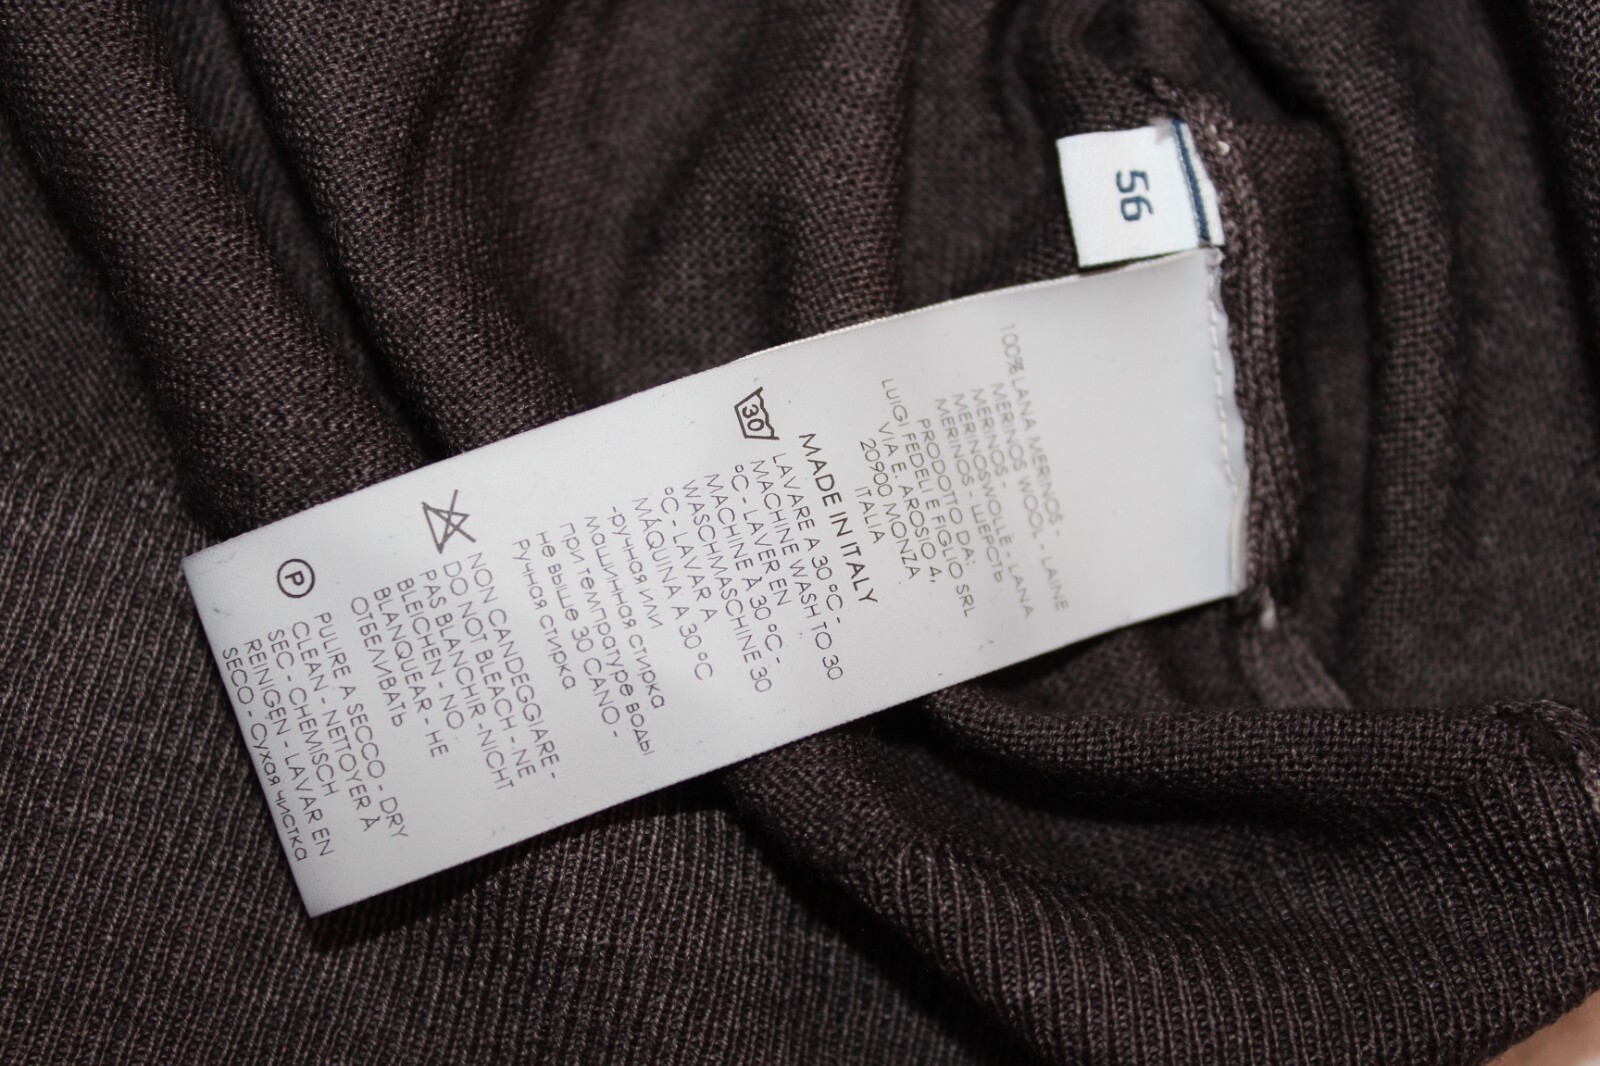 56
100% LANA MERINOS -
MERINOS WOOL - LAINE
MERINOS -
MERINOSWOLLE - LANA
MERINOS - ШЕРСТЬ
MERINOS
PRODOTTO DA:
LUIGI FEDELI E FIGLIO SRL
VIA E. AROSIO 4,
20900 MONZA
ITALIA
MADE IN ITALY
30
LAVARE A 30 °C -
MACHINE WASH TO 30
°C - LAVER EN
MACHINE À 30 °C -
WASCHMASCHINE 30
°C - LAVAR A
MÁQUINA A 30 °C
-ручная или
машинная стирка
при темпратуре воды
не выше 30 CANO -
Ручная стирка
NON CANDEGGIARE -
DO NOT BLEACH - NE
PAS BLANCHIR -NICHT
BLEICHEN - NO
BLANQUEAR - НЕ
ОТБЕЛИВАТЬ
P
PULIRE A SECCO - DRY
CLEAN - NETTOYER À
SEC - CHEMISCH
REINIGEN - LAVAR EN
SECO - Сухая чистка